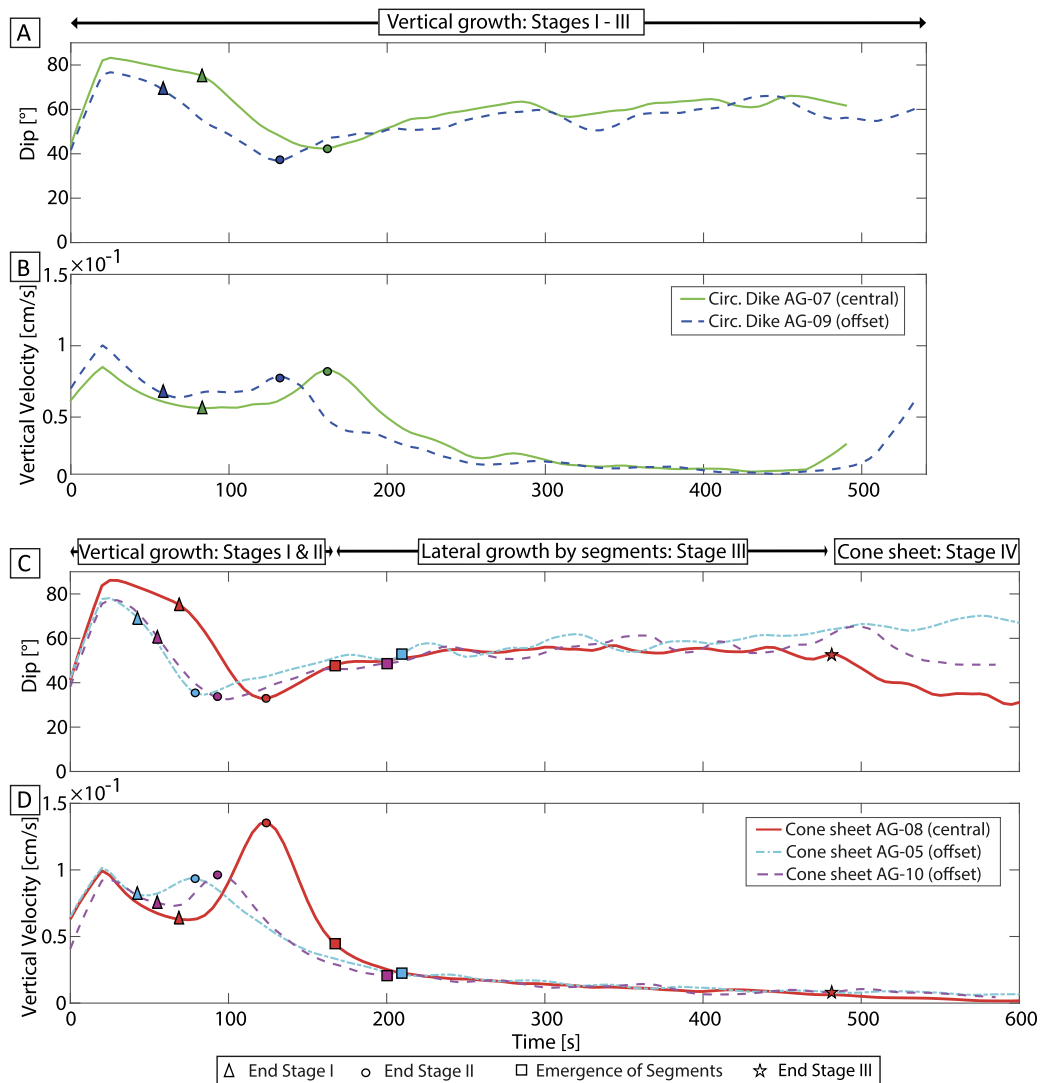 Vertical growth: Stages I - III
A
80
60
40
20
0
Dip [°]
B
×10⁻¹
1.5
1
0.5
0
Vertical Velocity [cm/s]
Circ. Dike AG-07 (central)
Circ. Dike AG-09 (offset)
0 100 200 300 400 500
Vertical growth: Stages I & II
Lateral growth by segments: Stage III
Cone sheet: Stage IV
C
80
60
40
20
0
Dip [°]
D
×10⁻¹
1.5
1
0.5
0
Vertical Velocity [cm/s]
Cone sheet AG-08 (central)
Cone sheet AG-05 (offset)
Cone sheet AG-10 (offset)
0 100 200 300 400 500 600
Time [s]
End Stage I
End Stage II
Emergence of Segments
End Stage III